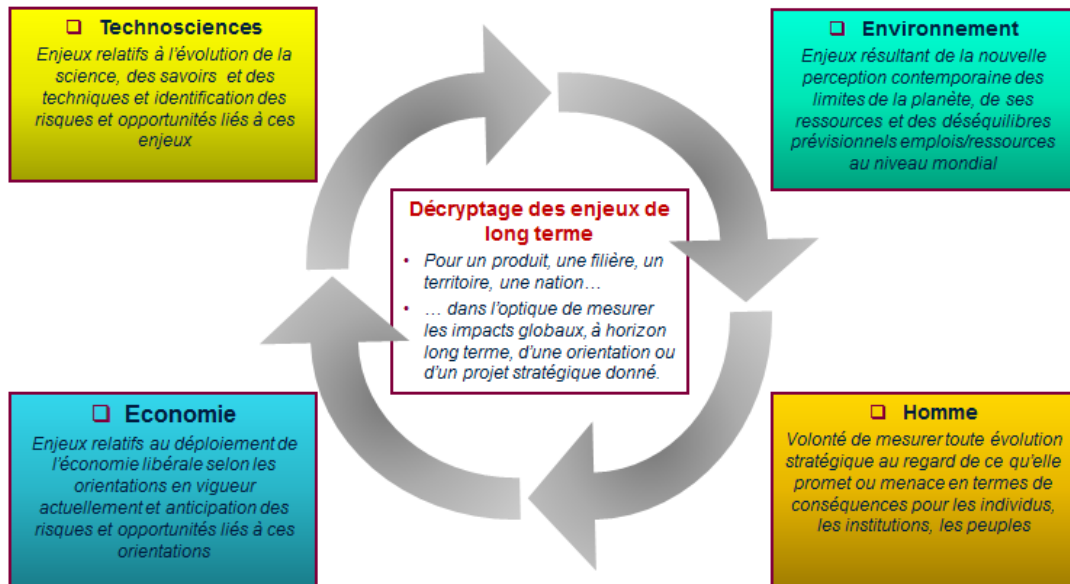 ❑ Technosciences
Enjeux relatifs à l'évolution de la
science, des savoirs et des
techniques et identification des
risques et opportunités liés à ces
enjeux
❑ Environnement
Enjeux résultant de la nouvelle
perception contemporaine des
limites de la planète, de ses
ressources et des déséquilibres
prévisionnels emplois/ressources
au niveau mondial
Décryptage des enjeux de
long terme
• Pour un produit, une filière, un
territoire, une nation…
• … dans l'optique de mesurer
les impacts globaux, à horizon
long terme, d'une orientation ou
d'un projet stratégique donné.
❑ Economie
Enjeux relatifs au déploiement de
l'économie libérale selon les
orientations en vigueur
actuellement et anticipation des
risques et opportunités liés à ces
orientations
❑ Homme
Volonté de mesurer toute évolution
stratégique au regard de ce qu'elle
promet ou menace en termes de
conséquences pour les individus,
les institutions, les peuples